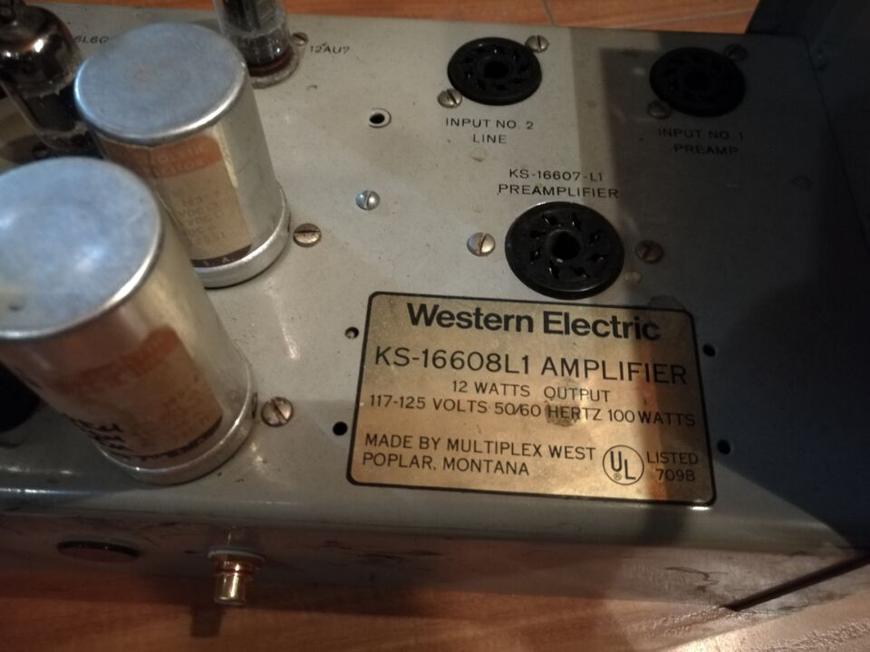 12AU7
INPUT NO. 2
LINE
INPUT NO. 1
PREAMP
KS-16607-L1
PREAMPLIFIER
Western Electric
KS-16608L1 AMPLIFIER
12 WATTS OUTPUT
117-125 VOLTS 50/60 HERTZ 100 WATTS
MADE BY MULTIPLEX WEST
POPLAR, MONTANA
UL LISTED
709B